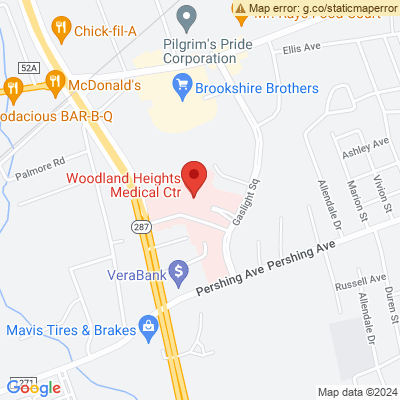 Map error: g.co/staticmaperror
Chick-fil-A
Ellis Ave
Pilgrim's Pride
Corporation
52A
McDonald's
Brookshire Brothers
odacious BAR-B-Q
Palmore Rd
Ashley Ave
Woodland Heights
Medical Ctr
Allendale Dr
Marion St
Vivion St
Gaslight Sq
287
Pershing Ave
Pershing Ave
VeraBank
Russell Ave
Mavis Tires & Brakes
Allendale Dr
Duren St
271
Google
Map data ©2024